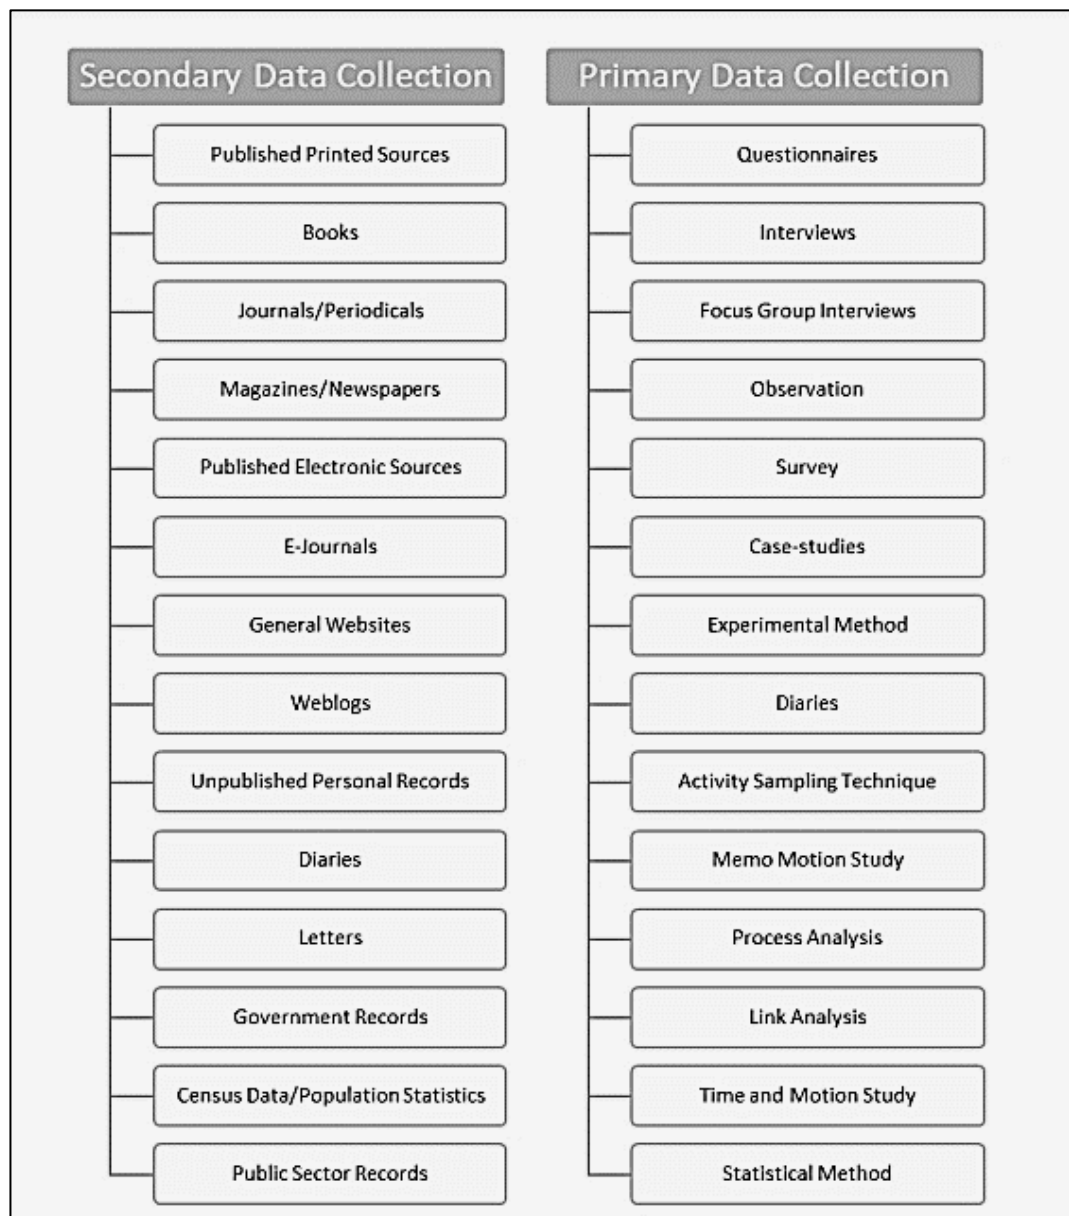 Secondary Data Collection
Published Printed Sources
Books
Journals/Periodicals
Magazines/Newspapers
Published Electronic Sources
E-Journals
General Websites
Weblogs
Unpublished Personal Records
Diaries
Letters
Government Records
Census Data/Population Statistics
Public Sector Records
Primary Data Collection
Questionnaires
Interviews
Focus Group Interviews
Observation
Survey
Case-studies
Experimental Method
Diaries
Activity Sampling Technique
Memo Motion Study
Process Analysis
Link Analysis
Time and Motion Study
Statistical Method